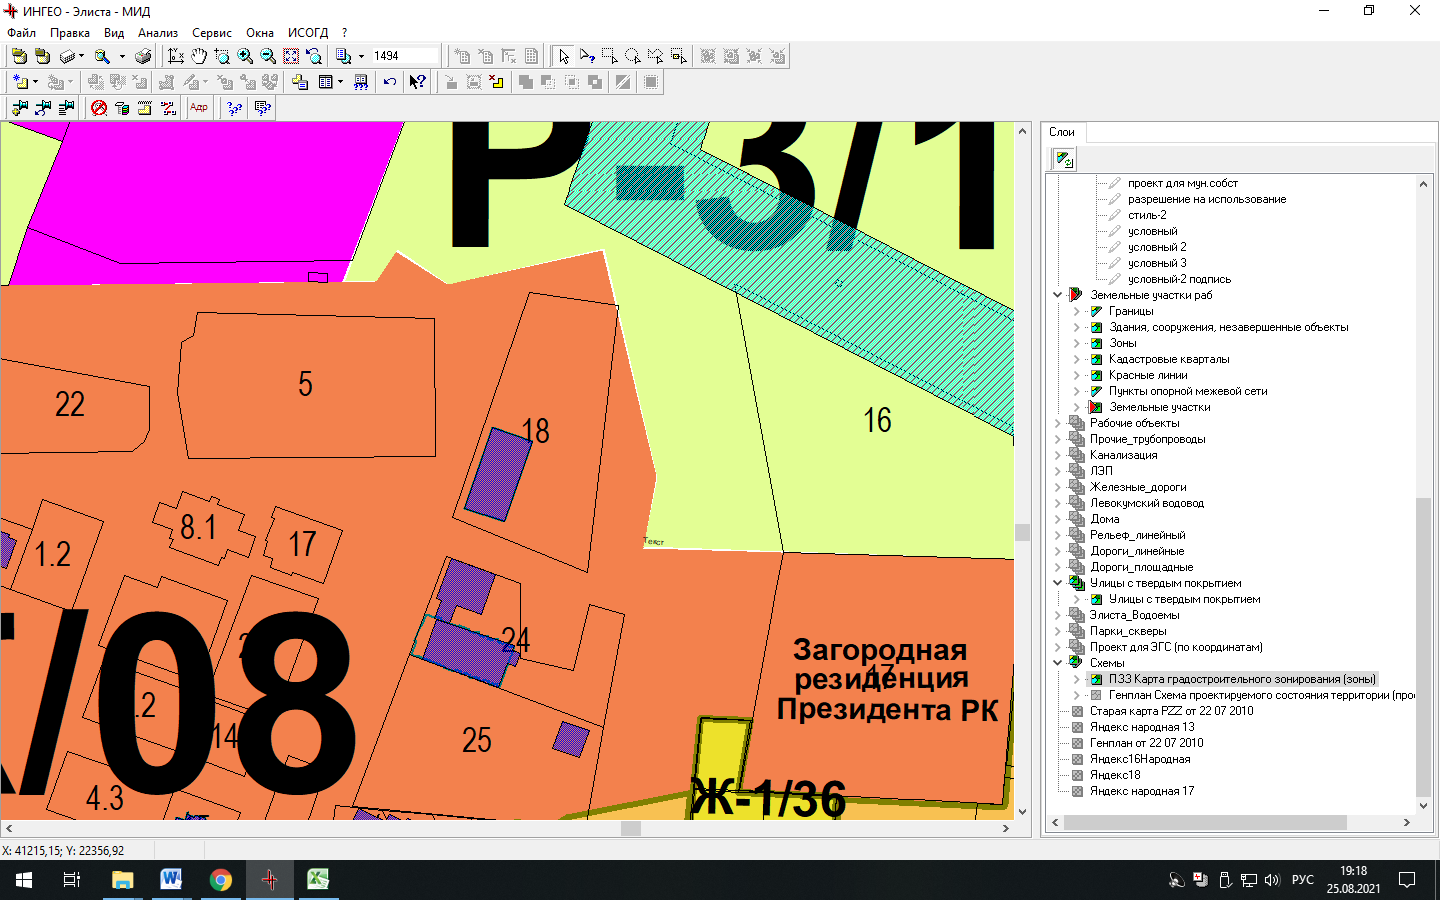 ИНГЕО - Элиста - МИД
Файл Правка Вид Анализ Сервис Окна ИСОГД ?
1494
Адр
Р-3/1
22
5
18
16
8.1
17
1.2
24
Текст
/08
.2
14
25
4.3
Загородная
резиденция
Президента РК
17
Ж-1/36
Слои
проект для мун.собст
разрешение на использование
стиль-2
условный
условный 2
условный 3
условный-2 подпись
Земельные участки раб
Границы
Здания, сооружения, незавершенные объекты
Зоны
Кадастровые кварталы
Красные линии
Пункты опорной межевой сети
Земельные участки
Рабочие объекты
Прочие_трубопроводы
Канализация
ЛЭП
Железные_дороги
Левокумский водовод
Дома
Рельеф_линейный
Дороги_линейные
Дороги_площадные
Улицы с твердым покрытием
Улицы с твердым покрытием
Элиста_Водоемы
Парки_скверы
Проект для ЭГС (по координатам)
Схемы
ПЗЗ Карта градостроительного зонирования (зоны)
Генплан Схема проектируемого состояния территории (прое
Старая карта PZZ от 22 07 2010
Яндекс народная 13
Генплан от 22 07 2010
Яндекс16Народная
Яндекс18
Яндекс народная 17
X: 41215,15; Y: 22356,92
РУС
19:18
25.08.2021